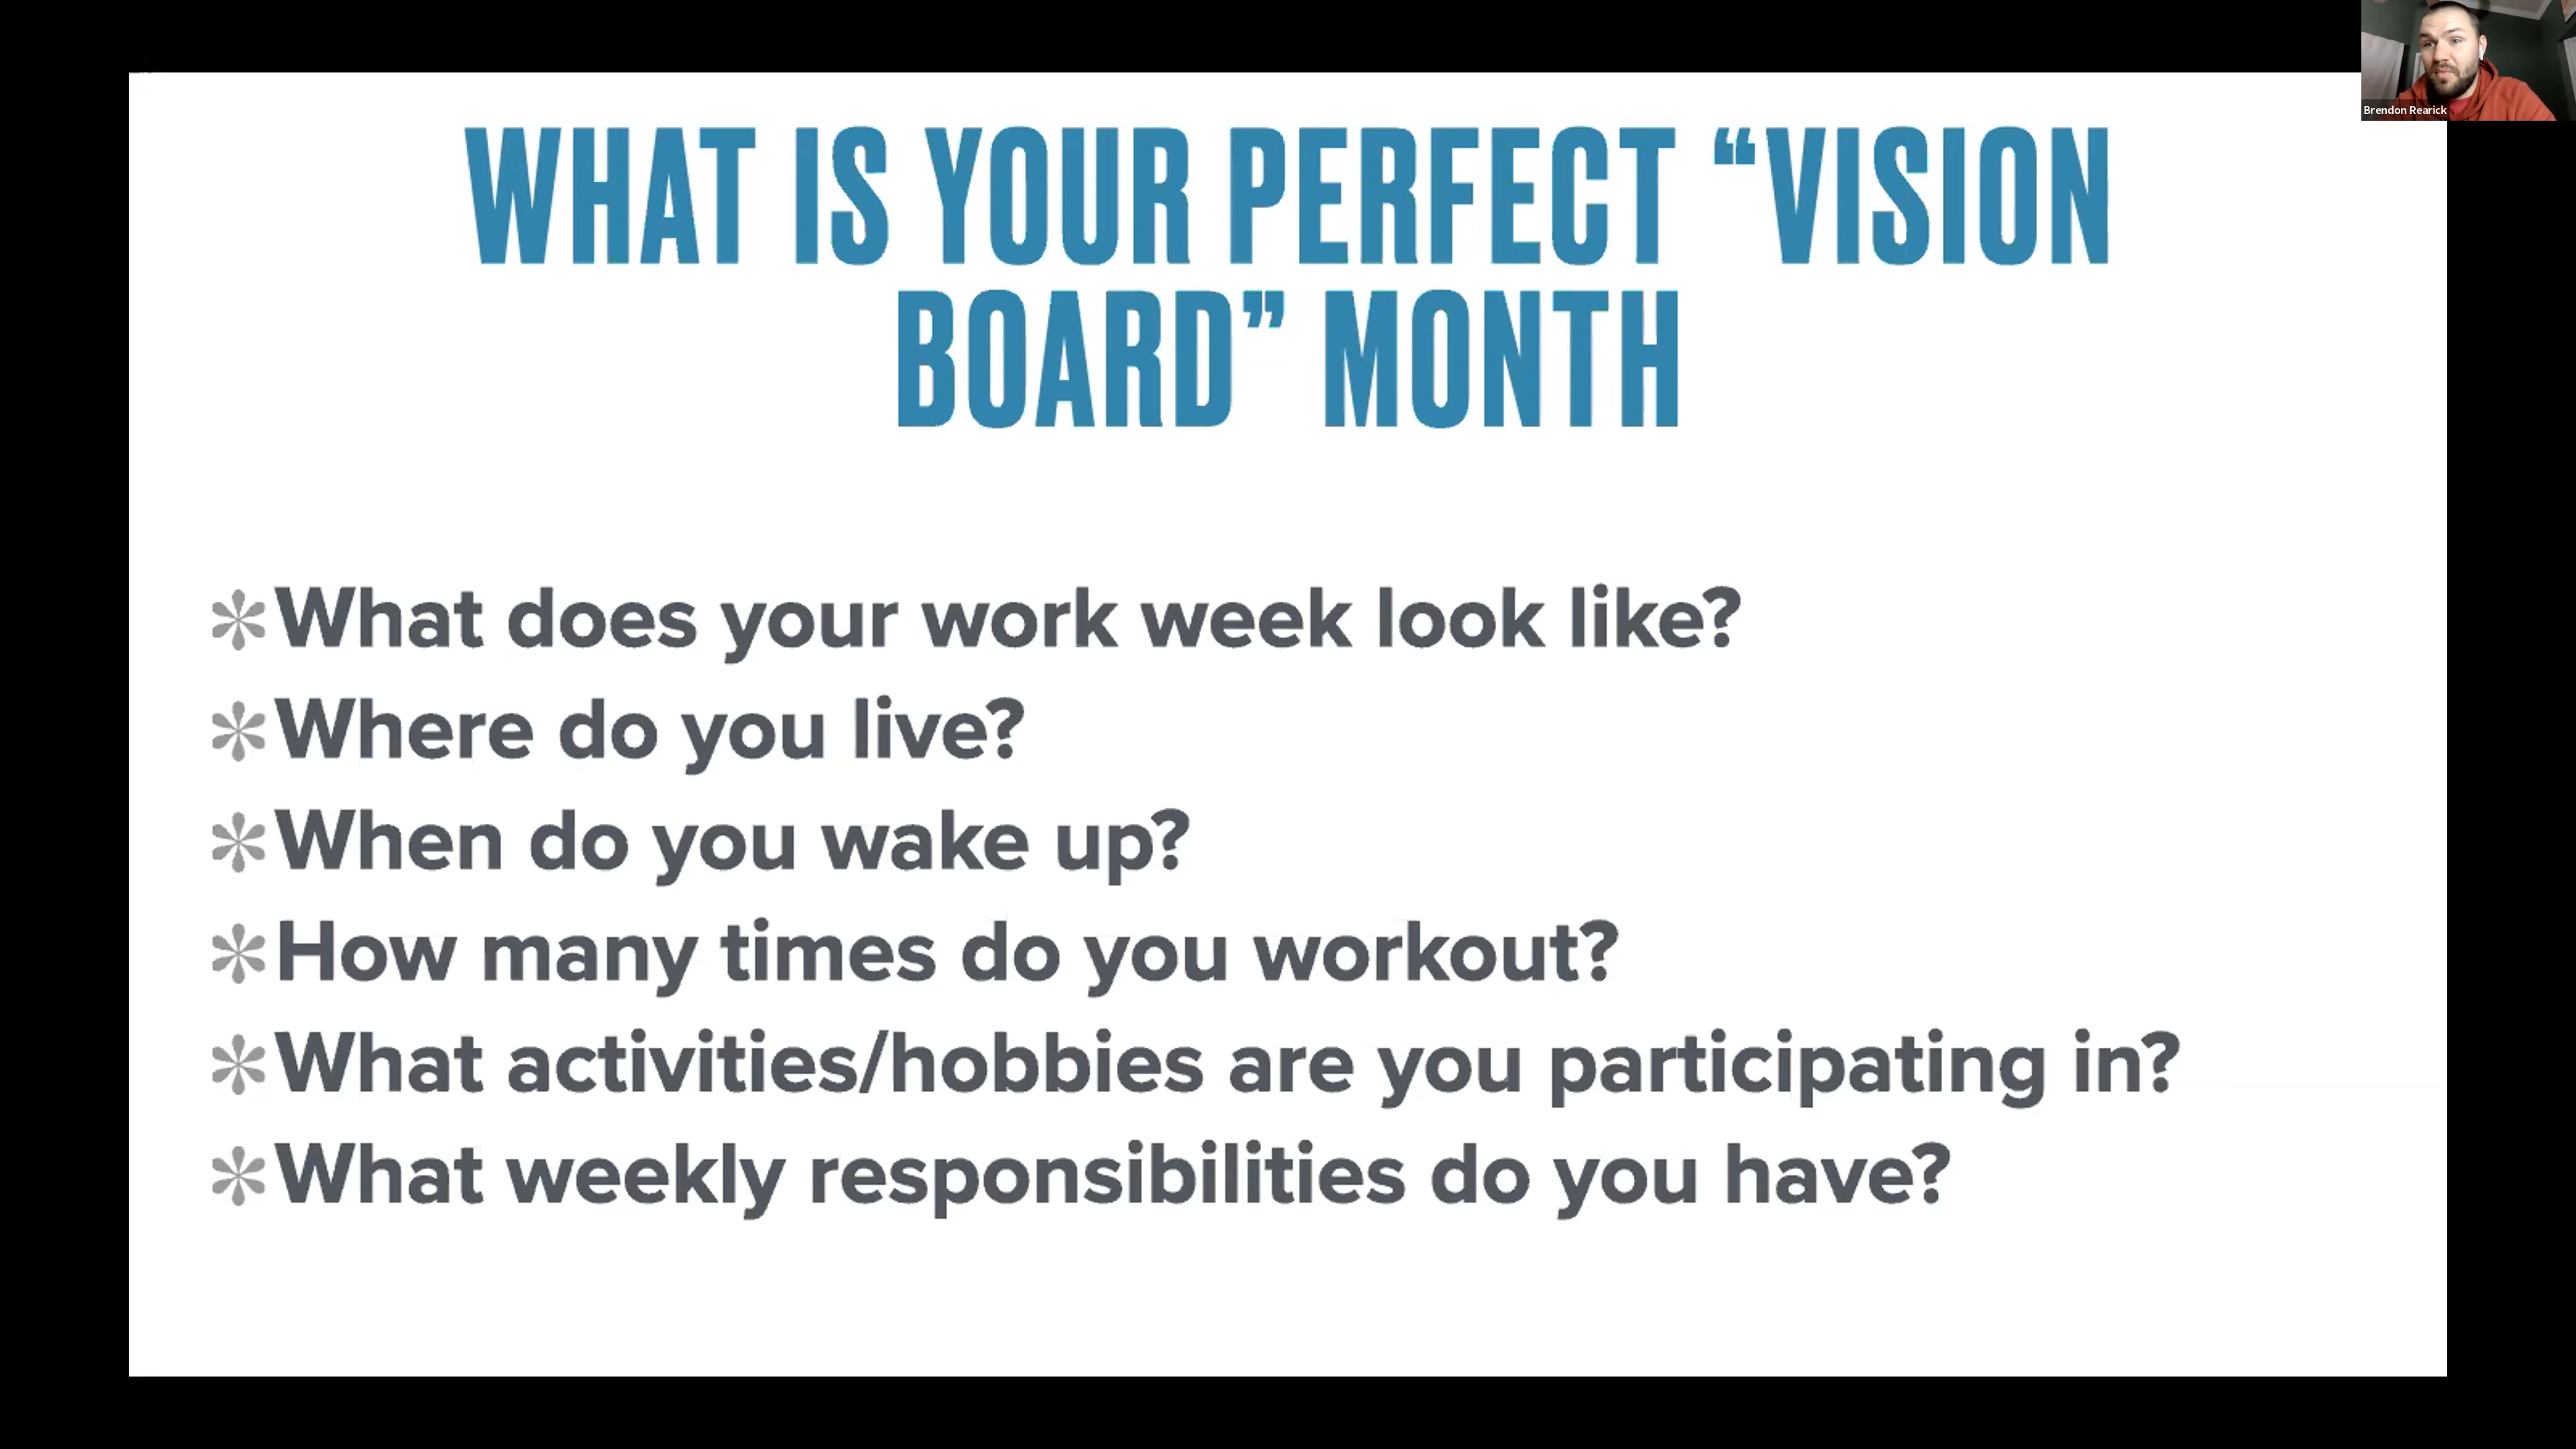 Brendon Rearick
WHAT IS YOUR PERFECT “VISION
BOARD” MONTH
What does your work week look like?
Where do you live?
When do you wake up?
How many times do you workout?
What activities/hobbies are you participating in?
What weekly responsibilities do you have?